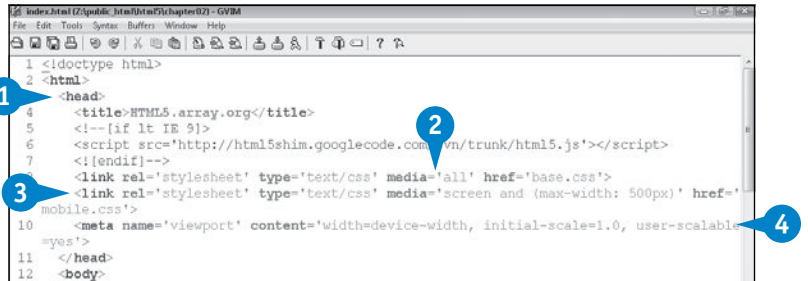 index.html (Z:\public_html\html5\chapter02) - GVIM
File Edit Tools Syntax Buffers Window Help
1 <!doctype html>
2 <html>
1
<head>
4 <title>HTML5.array.org</title>
5 <!--[if lt IE 9]>
2
6 <script src='http://html5shim.googlecode.com vn/trunk/html5.js'></script>
7 <![endif]-->
<link rel='stylesheet' type='text/css' media='all' href='base.css'>
3
<link rel='stylesheet' type='text/css' media='screen and (max-width: 500px)' href='
mobile.css'>
10 <meta name='viewport' content='width=device-width, initial-scale=1.0, user-scalable
4
=yes'>
11 </head>
12 <body>